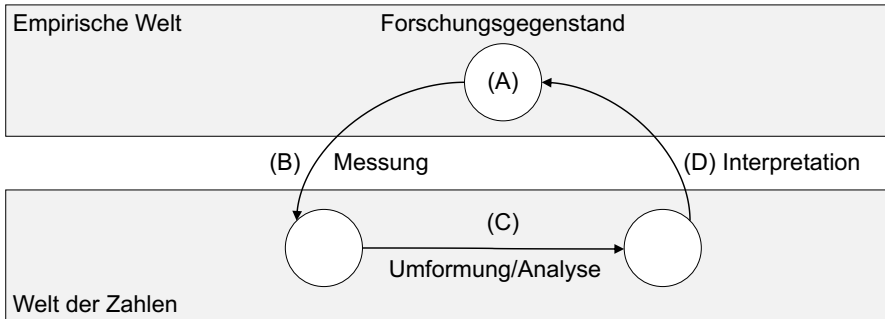 Empirische Welt
Forschungsgegenstand
(A)
(B) Messung
(D) Interpretation
(C)
Umformung/Analyse
Welt der Zahlen